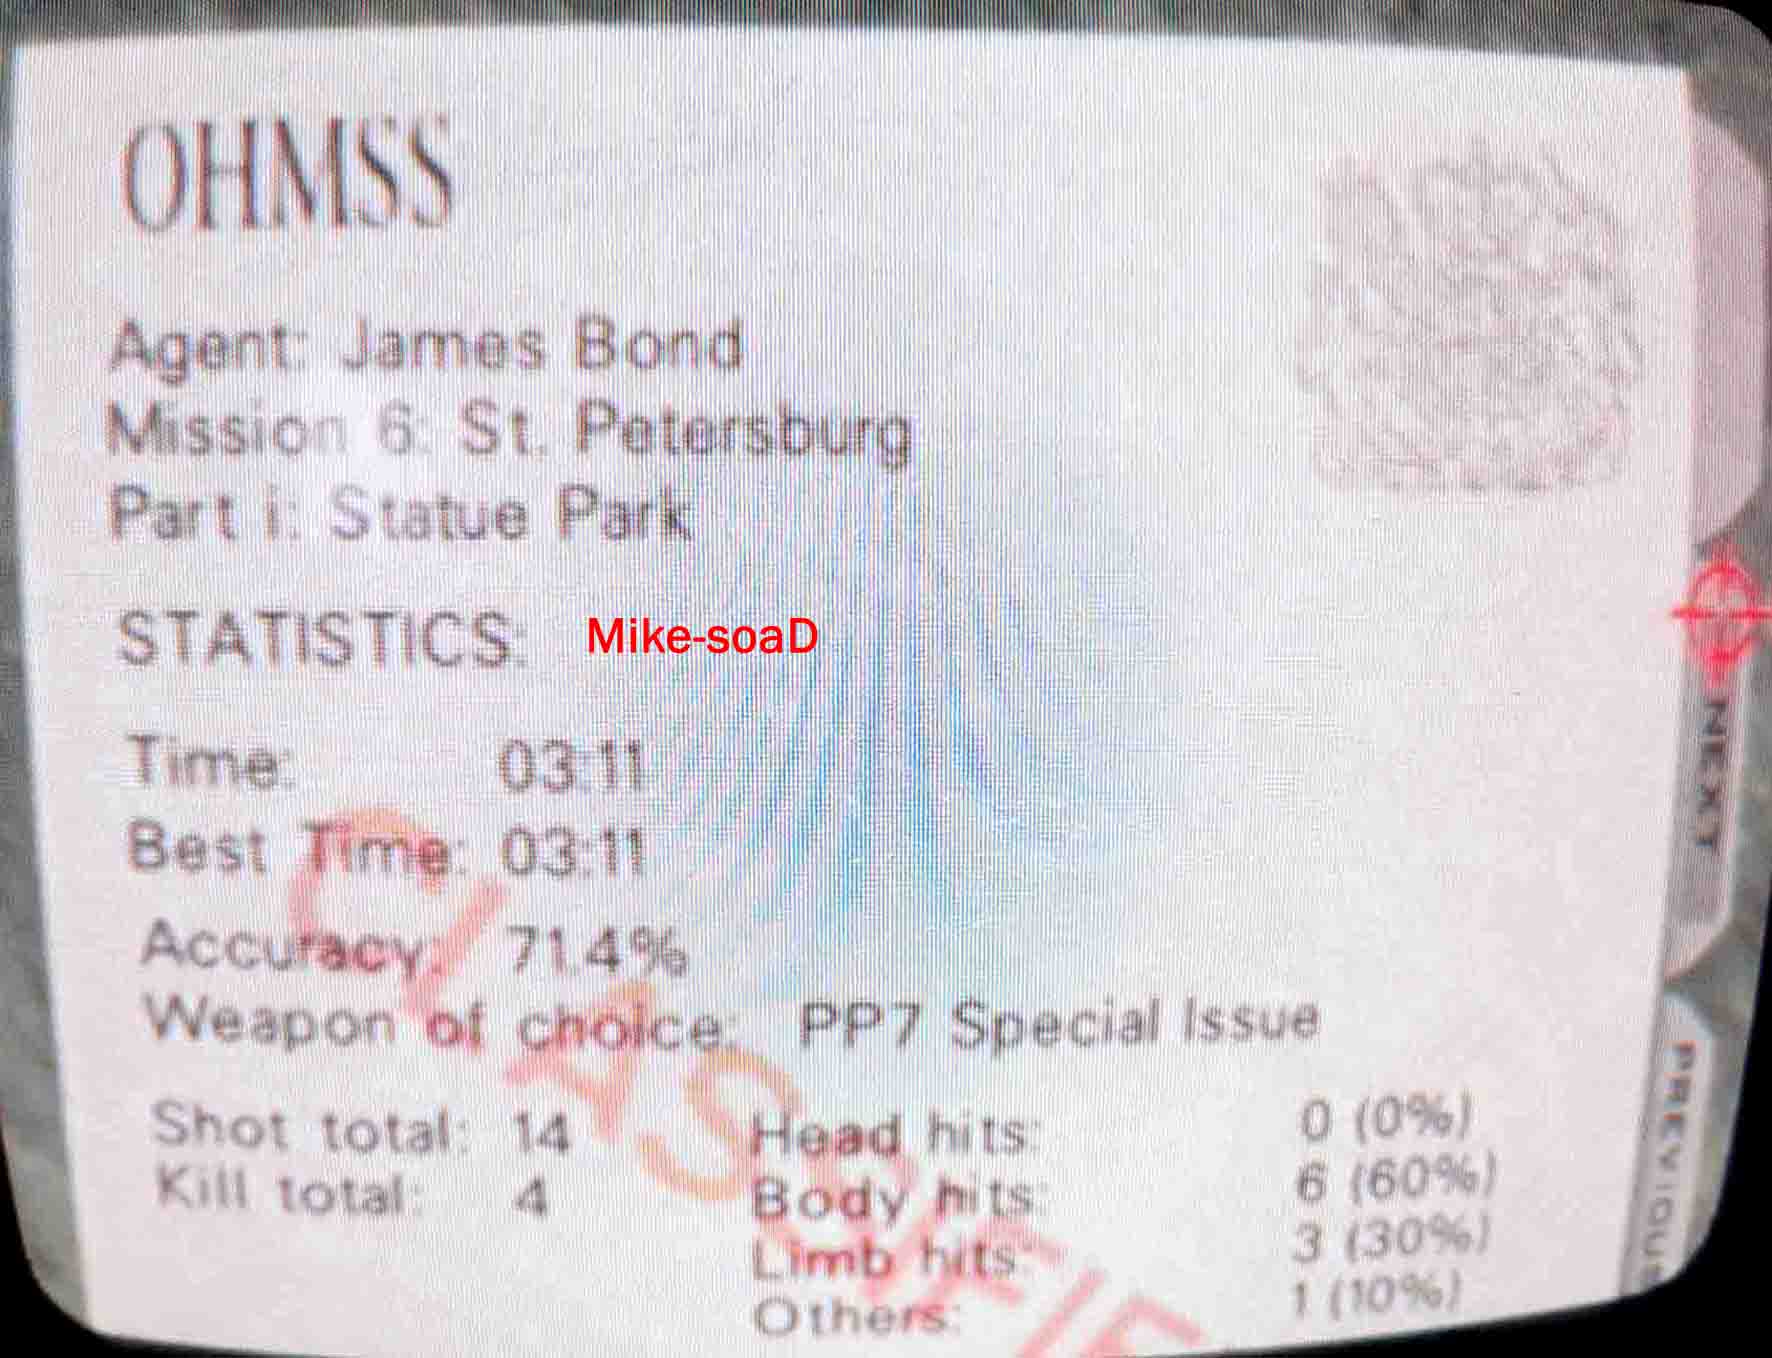 OHMSS
Agent: James Bond
Mission 6: St. Petersburg
Part i: Statue Park
STATISTICS: Mike-soaD
Time: 03:11
Best Time: 03:11
Accuracy: 71.4%
Weapon of choice: PP7 Special Issue
Shot total: 14 Head hits: 0 (0%)
Kill total: 4 Body hits: 6 (60%)
Limb hits: 3 (30%)
Others: 1 (10%)
NEXT
PREVIOUS